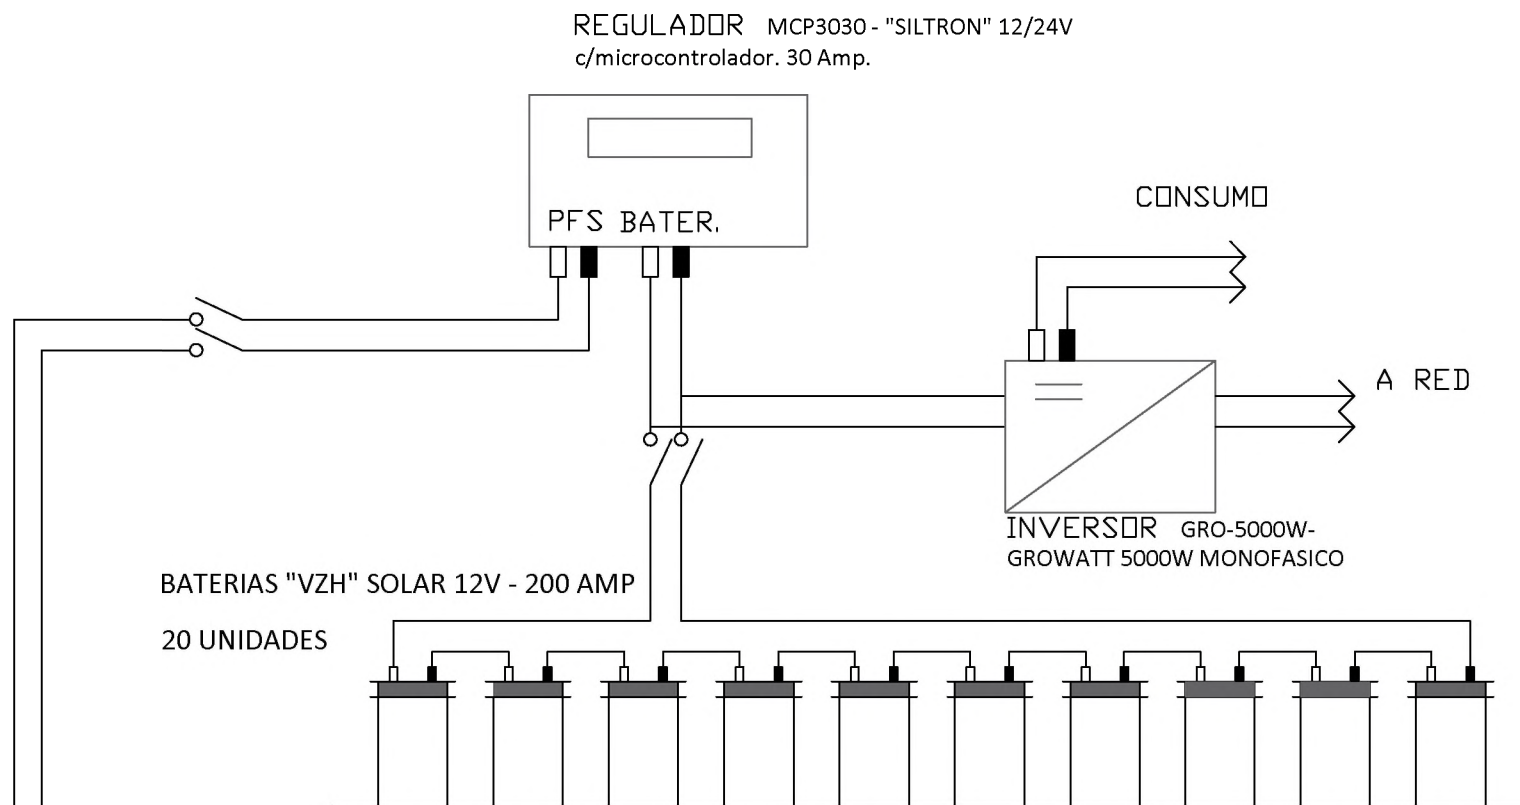 REGULADOR MCP3030 - "SILTRON" 12/24V
c/microcontrolador. 30 Amp.
PFS BATER.
CONSUMO
A RED
INVERSOR GRO-5000W-
GROWATT 5000W MONOFASICO
BATERIAS "VZH" SOLAR 12V - 200 AMP
20 UNIDADES